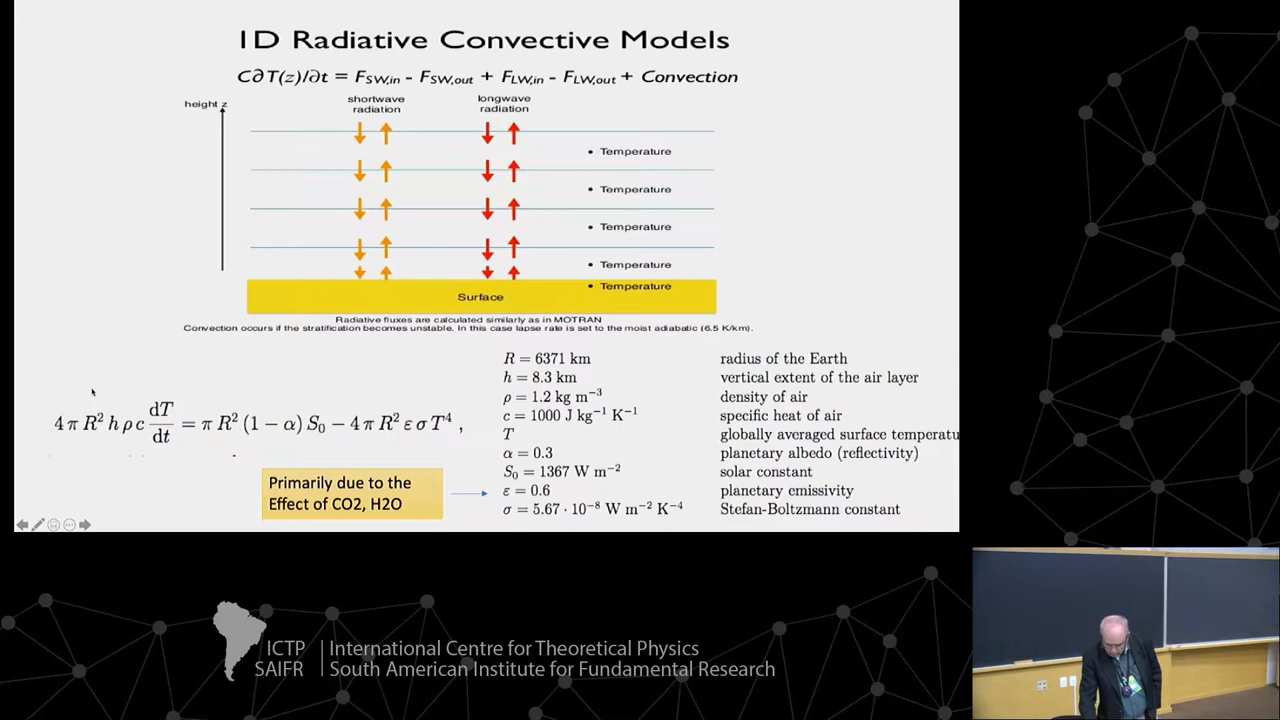 1D Radiative Convective Models
C∂T(z)/∂t = F_SW,in - F_SW,out + F_LW,in - F_LW,out + Convection
height z
shortwave
radiation
longwave
radiation
• Temperature
• Temperature
• Temperature
• Temperature
• Temperature
Surface
Radiative fluxes are calculated similarly as in MOTRAN
Convection occurs if the stratification becomes unstable. In this case lapse rate is set to the moist adiabatic (6.5 K/km).
4 π R² h ρ c dT/dt = π R² (1 − α) S₀ − 4 π R² ε σ T⁴ ,
R = 6371 km radius of the Earth
h = 8.3 km vertical extent of the air layer
ρ = 1.2 kg m⁻³ density of air
c = 1000 J kg⁻¹ K⁻¹ specific heat of air
T globally averaged surface temperatu
α = 0.3 planetary albedo (reflectivity)
S₀ = 1367 W m⁻² solar constant
ε = 0.6 planetary emissivity
σ = 5.67 · 10⁻⁸ W m⁻² K⁻⁴ Stefan-Boltzmann constant
Primarily due to the
Effect of CO2, H2O
ICTP International Centre for Theoretical Physics
SAIFR South American Institute for Fundamental Research